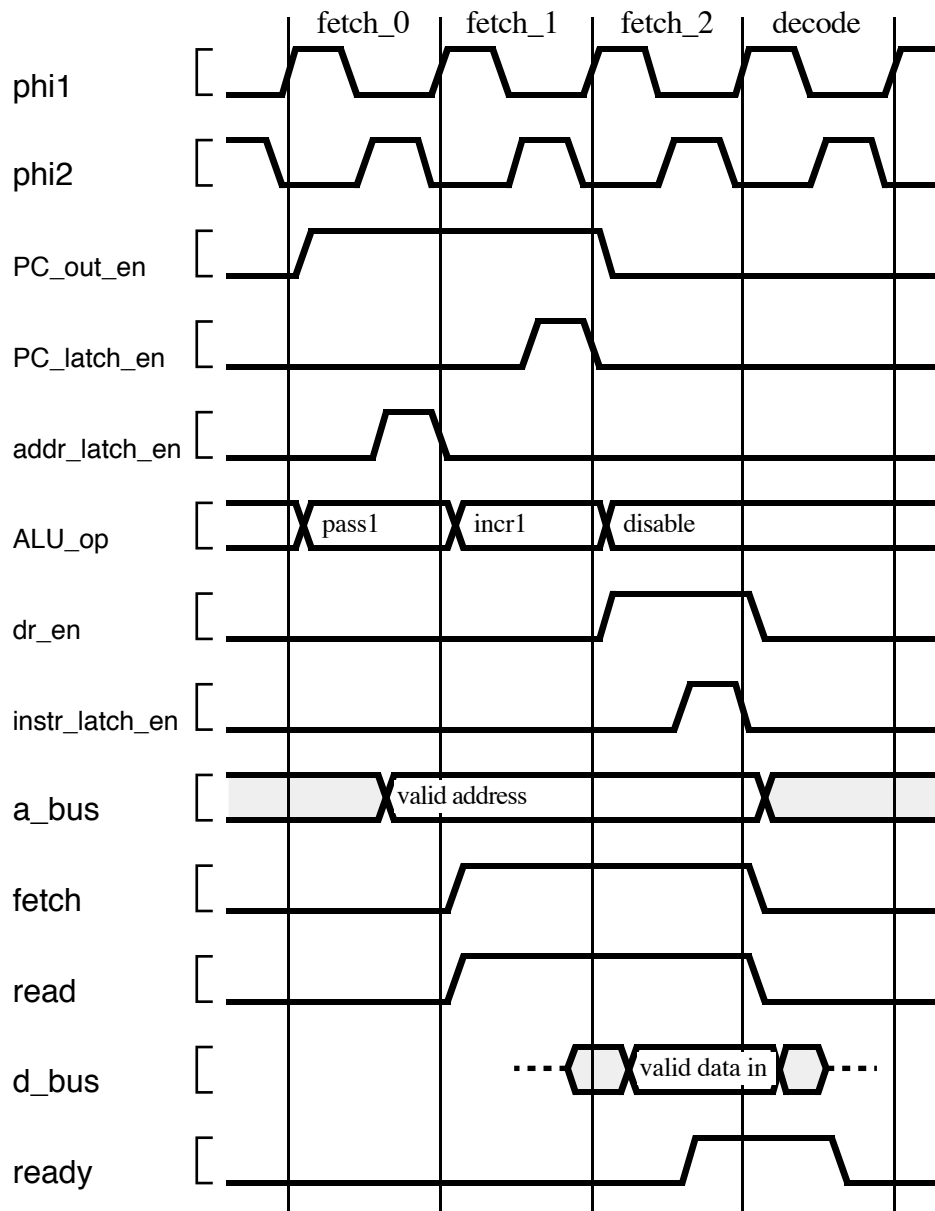 fetch_0 fetch_1 fetch_2 decode
phi1
phi2
PC_out_en
PC_latch_en
addr_latch_en
ALU_op pass1 incr1 disable
dr_en
instr_latch_en
a_bus valid address
fetch
read
d_bus valid data in
ready